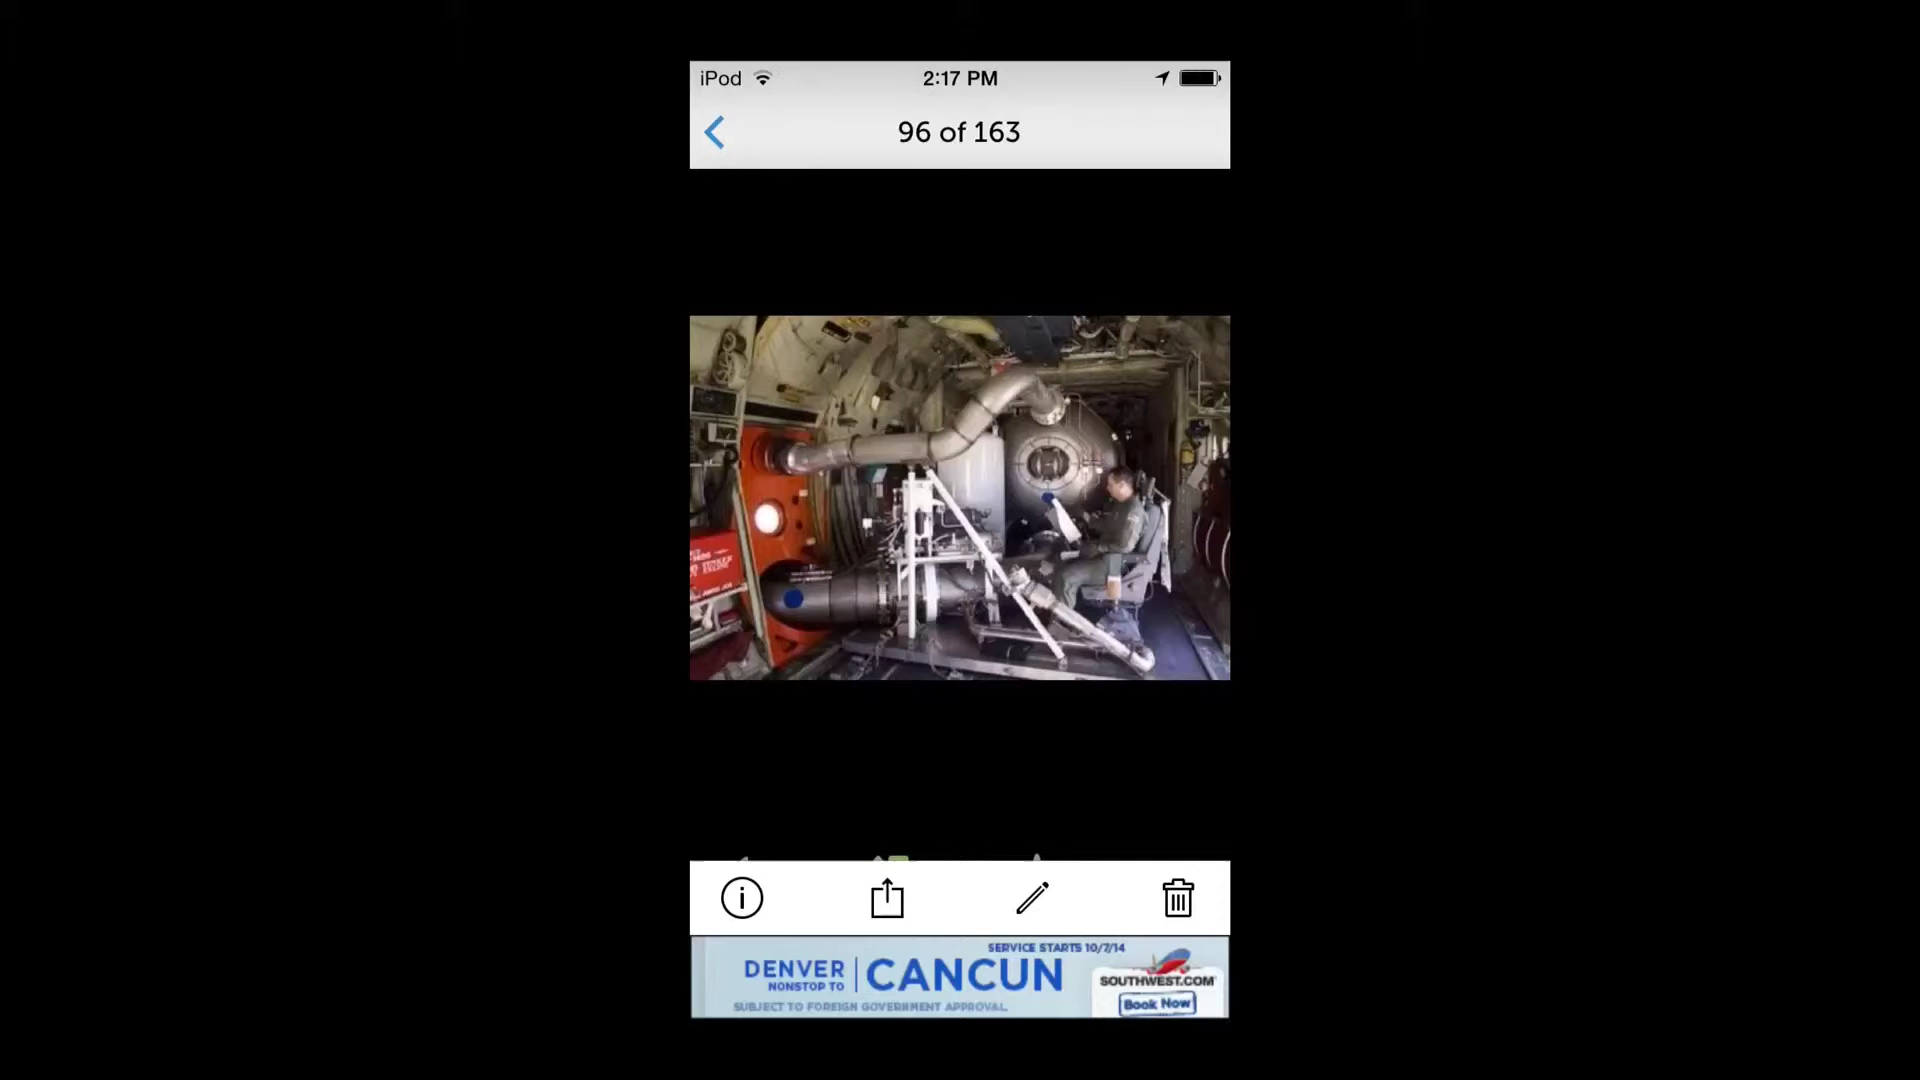 iPod
2:17 PM
96 of 163
SERVICE STARTS 10/7/14
DENVER
NONSTOP TO
CANCUN
SOUTHWEST.COM
Book Now
SUBJECT TO FOREIGN GOVERNMENT APPROVAL.